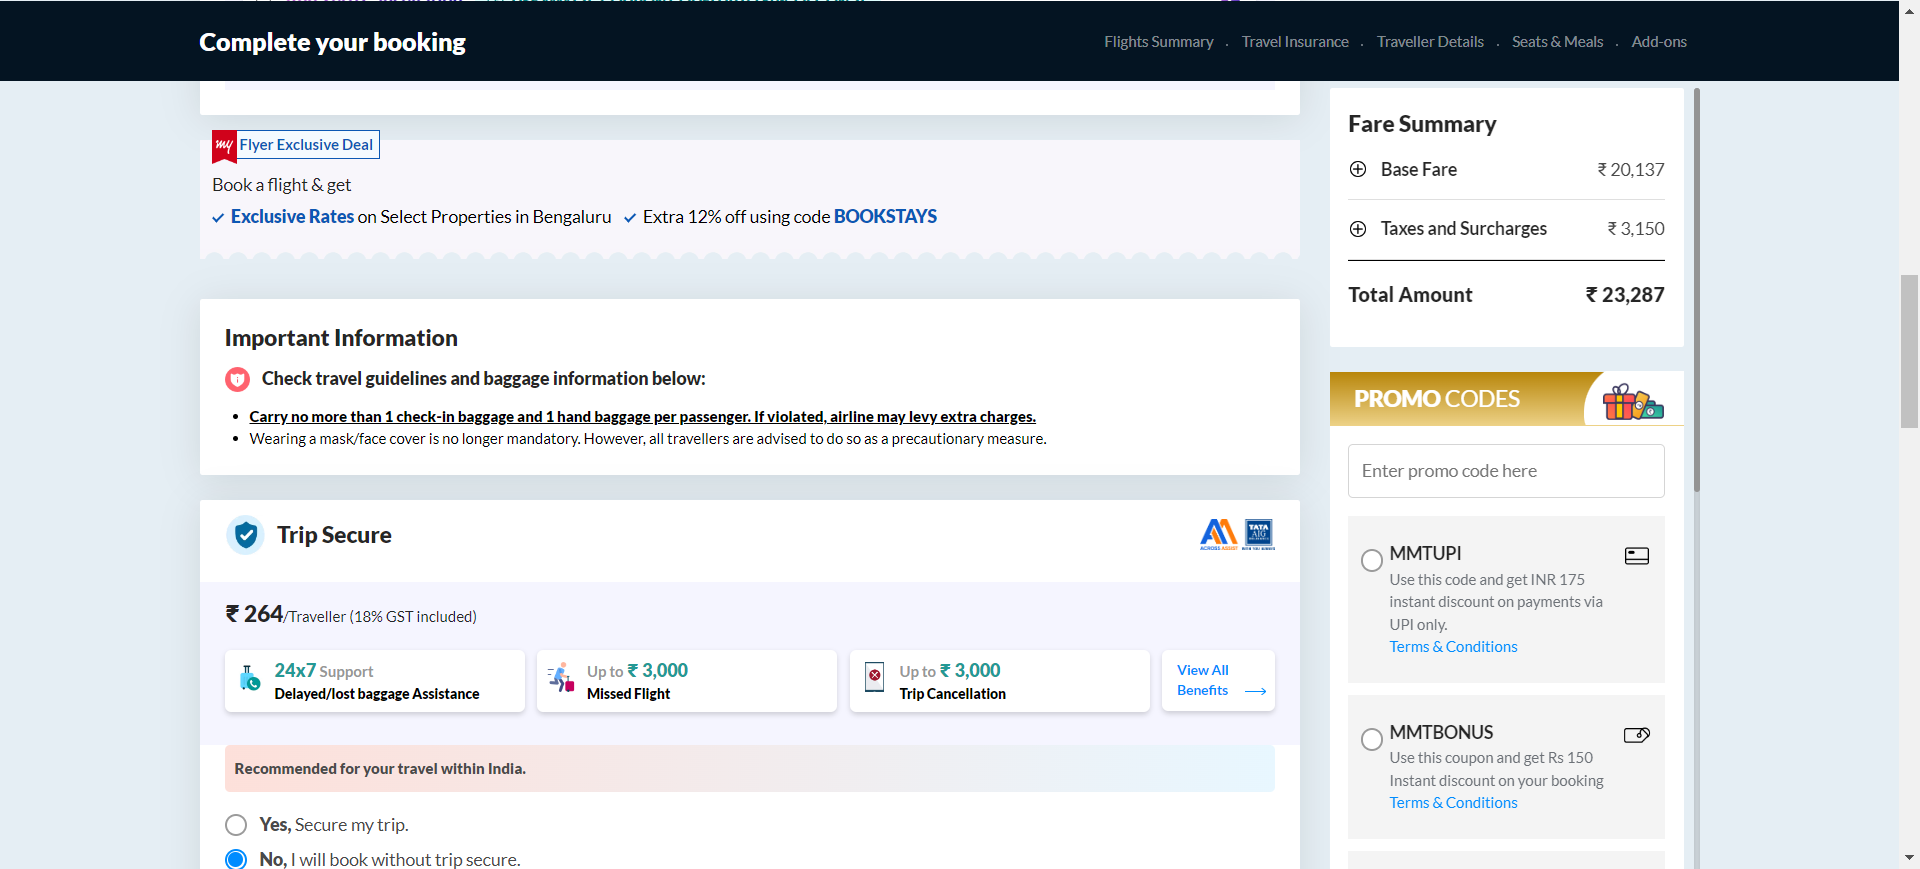 Complete your booking
Flights Summary . Travel Insurance . Traveller Details . Seats & Meals . Add-ons
my Flyer Exclusive Deal
Book a flight & get
Exclusive Rates on Select Properties in Bengaluru Extra 12% off using code BOOKSTAYS
Important Information
Check travel guidelines and baggage information below:
• Carry no more than 1 check-in baggage and 1 hand baggage per passenger. If violated, airline may levy extra charges.
• Wearing a mask/face cover is no longer mandatory. However, all travellers are advised to do so as a precautionary measure.
Trip Secure
ACROSS ASSIST
TATA
AIG
WITH YOU ALWAYS
₹ 264/Traveller (18% GST included)
24x7 Support
Delayed/lost baggage Assistance
Up to ₹ 3,000
Missed Flight
Up to ₹ 3,000
Trip Cancellation
View All
Benefits
Recommended for your travel within India.
Yes, Secure my trip.
No, I will book without trip secure.
Fare Summary
Base Fare ₹ 20,137
Taxes and Surcharges ₹ 3,150
Total Amount ₹ 23,287
PROMO CODES
Enter promo code here
MMTUPI
Use this code and get INR 175
instant discount on payments via
UPI only.
Terms & Conditions
MMTBONUS
Use this coupon and get Rs 150
Instant discount on your booking
Terms & Conditions